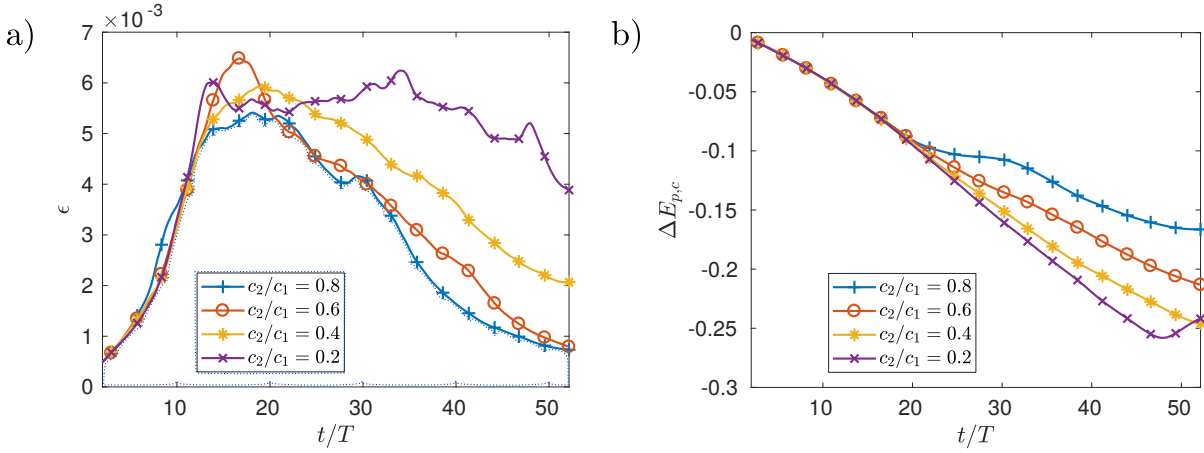 a)
×10⁻³
7
6
5
4
3
2
1
0
ϵ
10 20 30 40 50
t/T
c₂/c₁ = 0.8
c₂/c₁ = 0.6
c₂/c₁ = 0.4
c₂/c₁ = 0.2
b)
0
-0.05
-0.1
-0.15
-0.2
-0.25
-0.3
ΔE_{p,c}
10 20 30 40 50
t/T
c₂/c₁ = 0.8
c₂/c₁ = 0.6
c₂/c₁ = 0.4
c₂/c₁ = 0.2